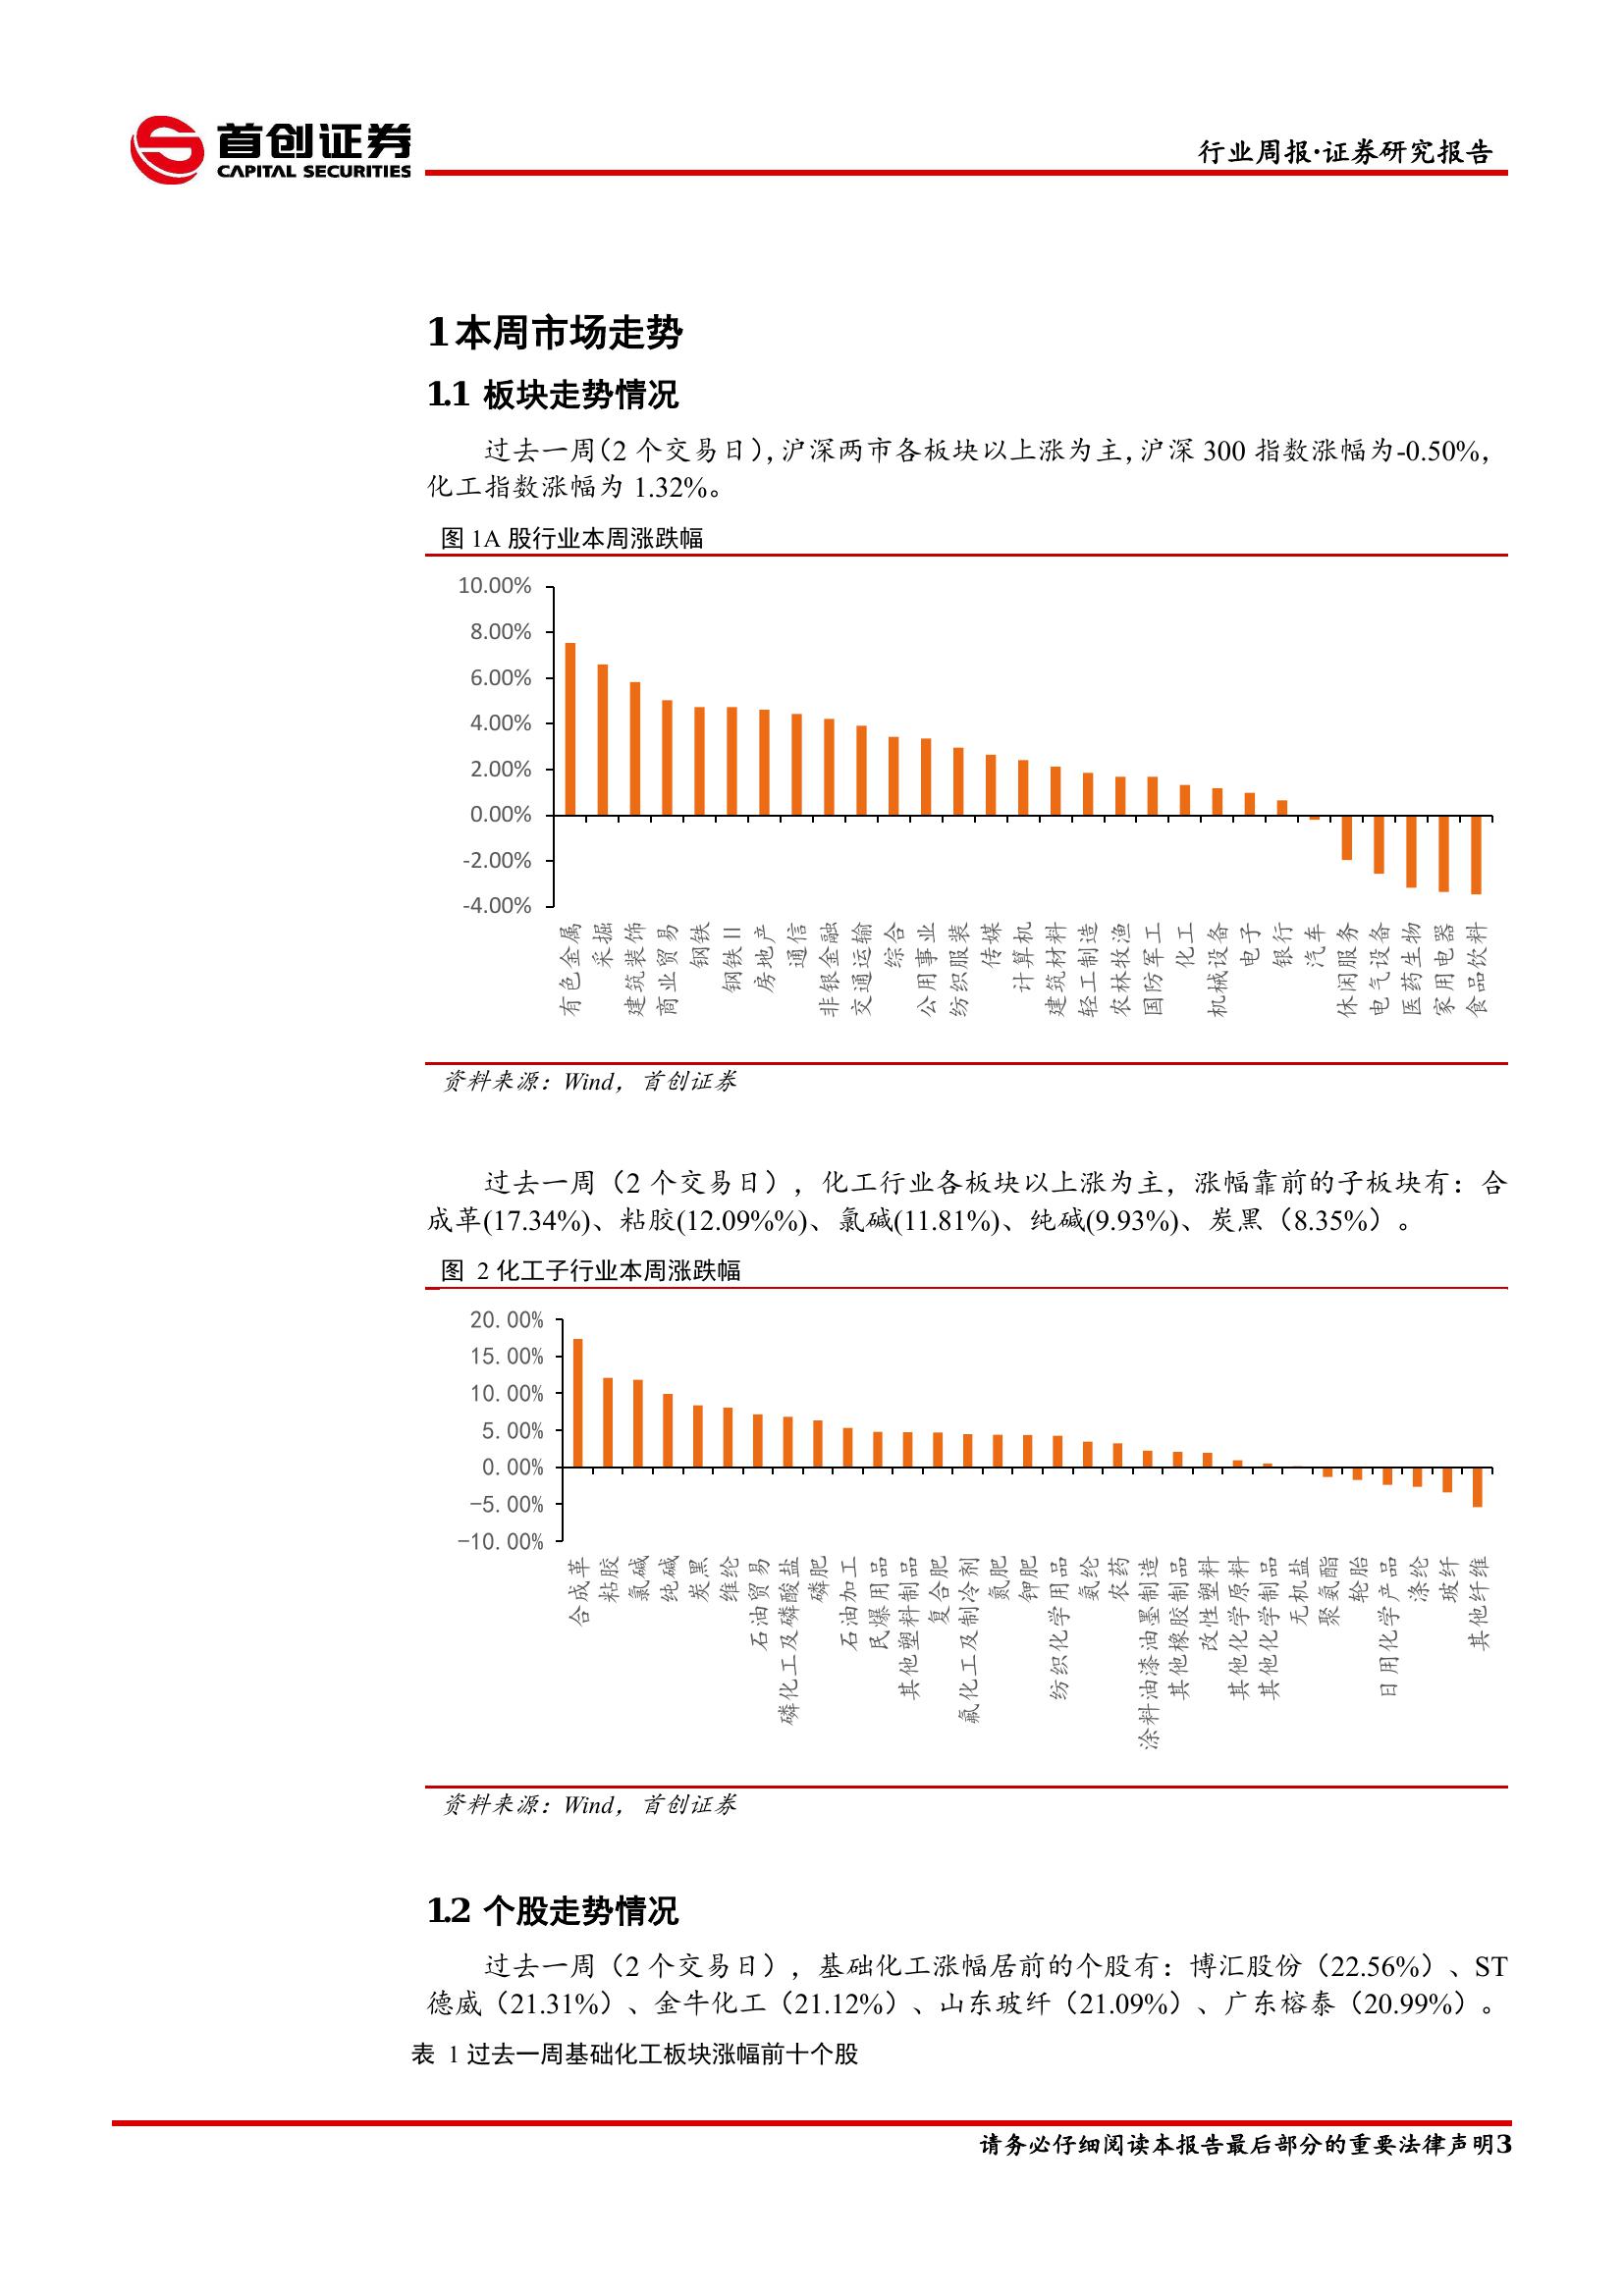 首创证券
CAPITAL SECURITIES
行业周报·证券研究报告
1 本周市场走势
1.1 板块走势情况
过去一周（2 个交易日），沪深两市各板块以上涨为主，沪深 300 指数涨幅为-0.50%，
化工指数涨幅为 1.32%。
图 1A 股行业本周涨跌幅
10.00%
8.00%
6.00%
4.00%
2.00%
0.00%
-2.00%
-4.00%
有色金属
采掘
建筑装饰
商业贸易
钢铁
钢铁Ⅱ
房地产
通信
非银金融
交通运输
综合
公用事业
纺织服装
传媒
计算机
建筑材料
轻工制造
农林牧渔
国防军工
化工
机械设备
电子
银行
汽车
休闲服务
电气设备
医药生物
家用电器
食品饮料
资料来源：Wind，首创证券
过去一周（2 个交易日），化工行业各板块以上涨为主，涨幅靠前的子板块有：合
成革(17.34%)、粘胶(12.09%%)、氯碱(11.81%)、纯碱(9.93%)、炭黑（8.35%）。
图 2 化工子行业本周涨跌幅
20.00%
15.00%
10.00%
5.00%
0.00%
-5.00%
-10.00%
合成革
粘胶
氯碱
纯碱
炭黑
维纶
石油贸易
磷化工及磷酸盐
磷肥
石油加工
民爆用品
其他塑料制品
复合肥
氟化工及制冷剂
氮肥
钾肥
纺织化学用品
氨纶
农药
涂料油漆油墨制造
其他橡胶制品
改性塑料
其他化学原料
其他化学制品
无机盐
聚氨酯
轮胎
日用化学产品
涤纶
玻纤
其他纤维
资料来源：Wind，首创证券
1.2 个股走势情况
过去一周（2 个交易日），基础化工涨幅居前的个股有：博汇股份（22.56%）、ST
德威（21.31%）、金牛化工（21.12%）、山东玻纤（21.09%）、广东榕泰（20.99%）。
表 1 过去一周基础化工板块涨幅前十个股
请务必仔细阅读本报告最后部分的重要法律声明3